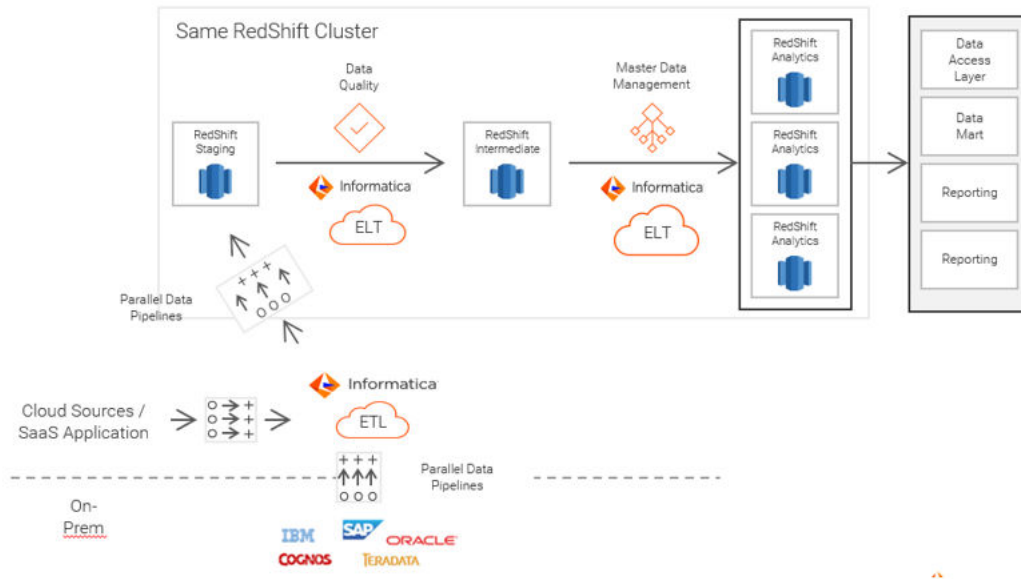 Same RedShift Cluster
RedShift
Staging
Data
Quality
Informatica
ELT
RedShift
Intermediate
Master Data
Management
Informatica
ELT
RedShift
Analytics
RedShift
Analytics
RedShift
Analytics
Data
Access
Layer
Data
Mart
Reporting
Reporting
Parallel Data
Pipelines
Cloud Sources /
SaaS Application
Informatica
ETL
Parallel Data
Pipelines
On-
Prem
IBM
COGNOS
SAP
ORACLE
TERADATA